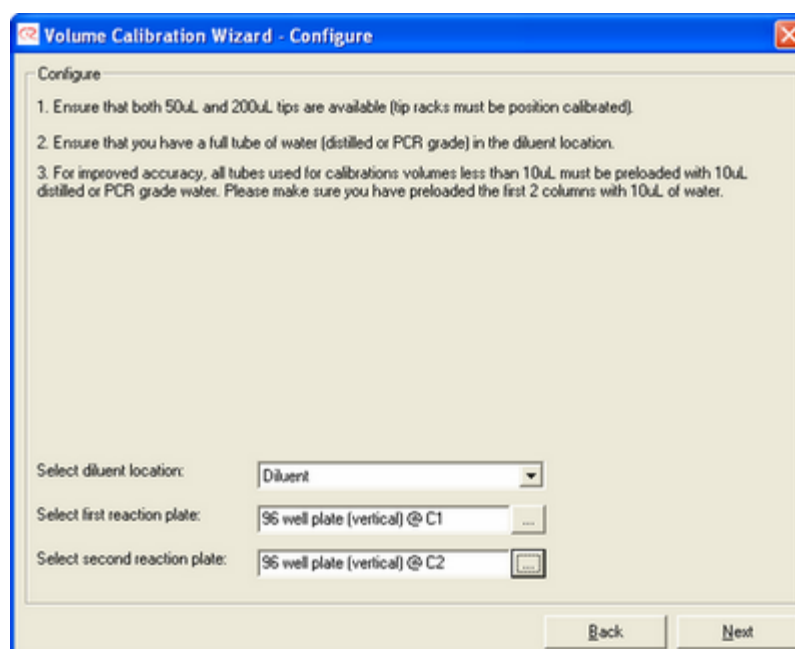 Volume Calibration Wizard - Configure
Configure
1. Ensure that both 50uL and 200uL tips are available (tip racks must be position calibrated).
2. Ensure that you have a full tube of water (distilled or PCR grade) in the diluent location.
3. For improved accuracy, all tubes used for calibrations volumes less than 10uL must be preloaded with 10uL
distilled or PCR grade water. Please make sure you have preloaded the first 2 columns with 10uL of water.
Select diluent location:
Diluent
Select first reaction plate:
96 well plate (vertical) @ C1
...
Select second reaction plate:
96 well plate (vertical) @ C2
...
Back
Next